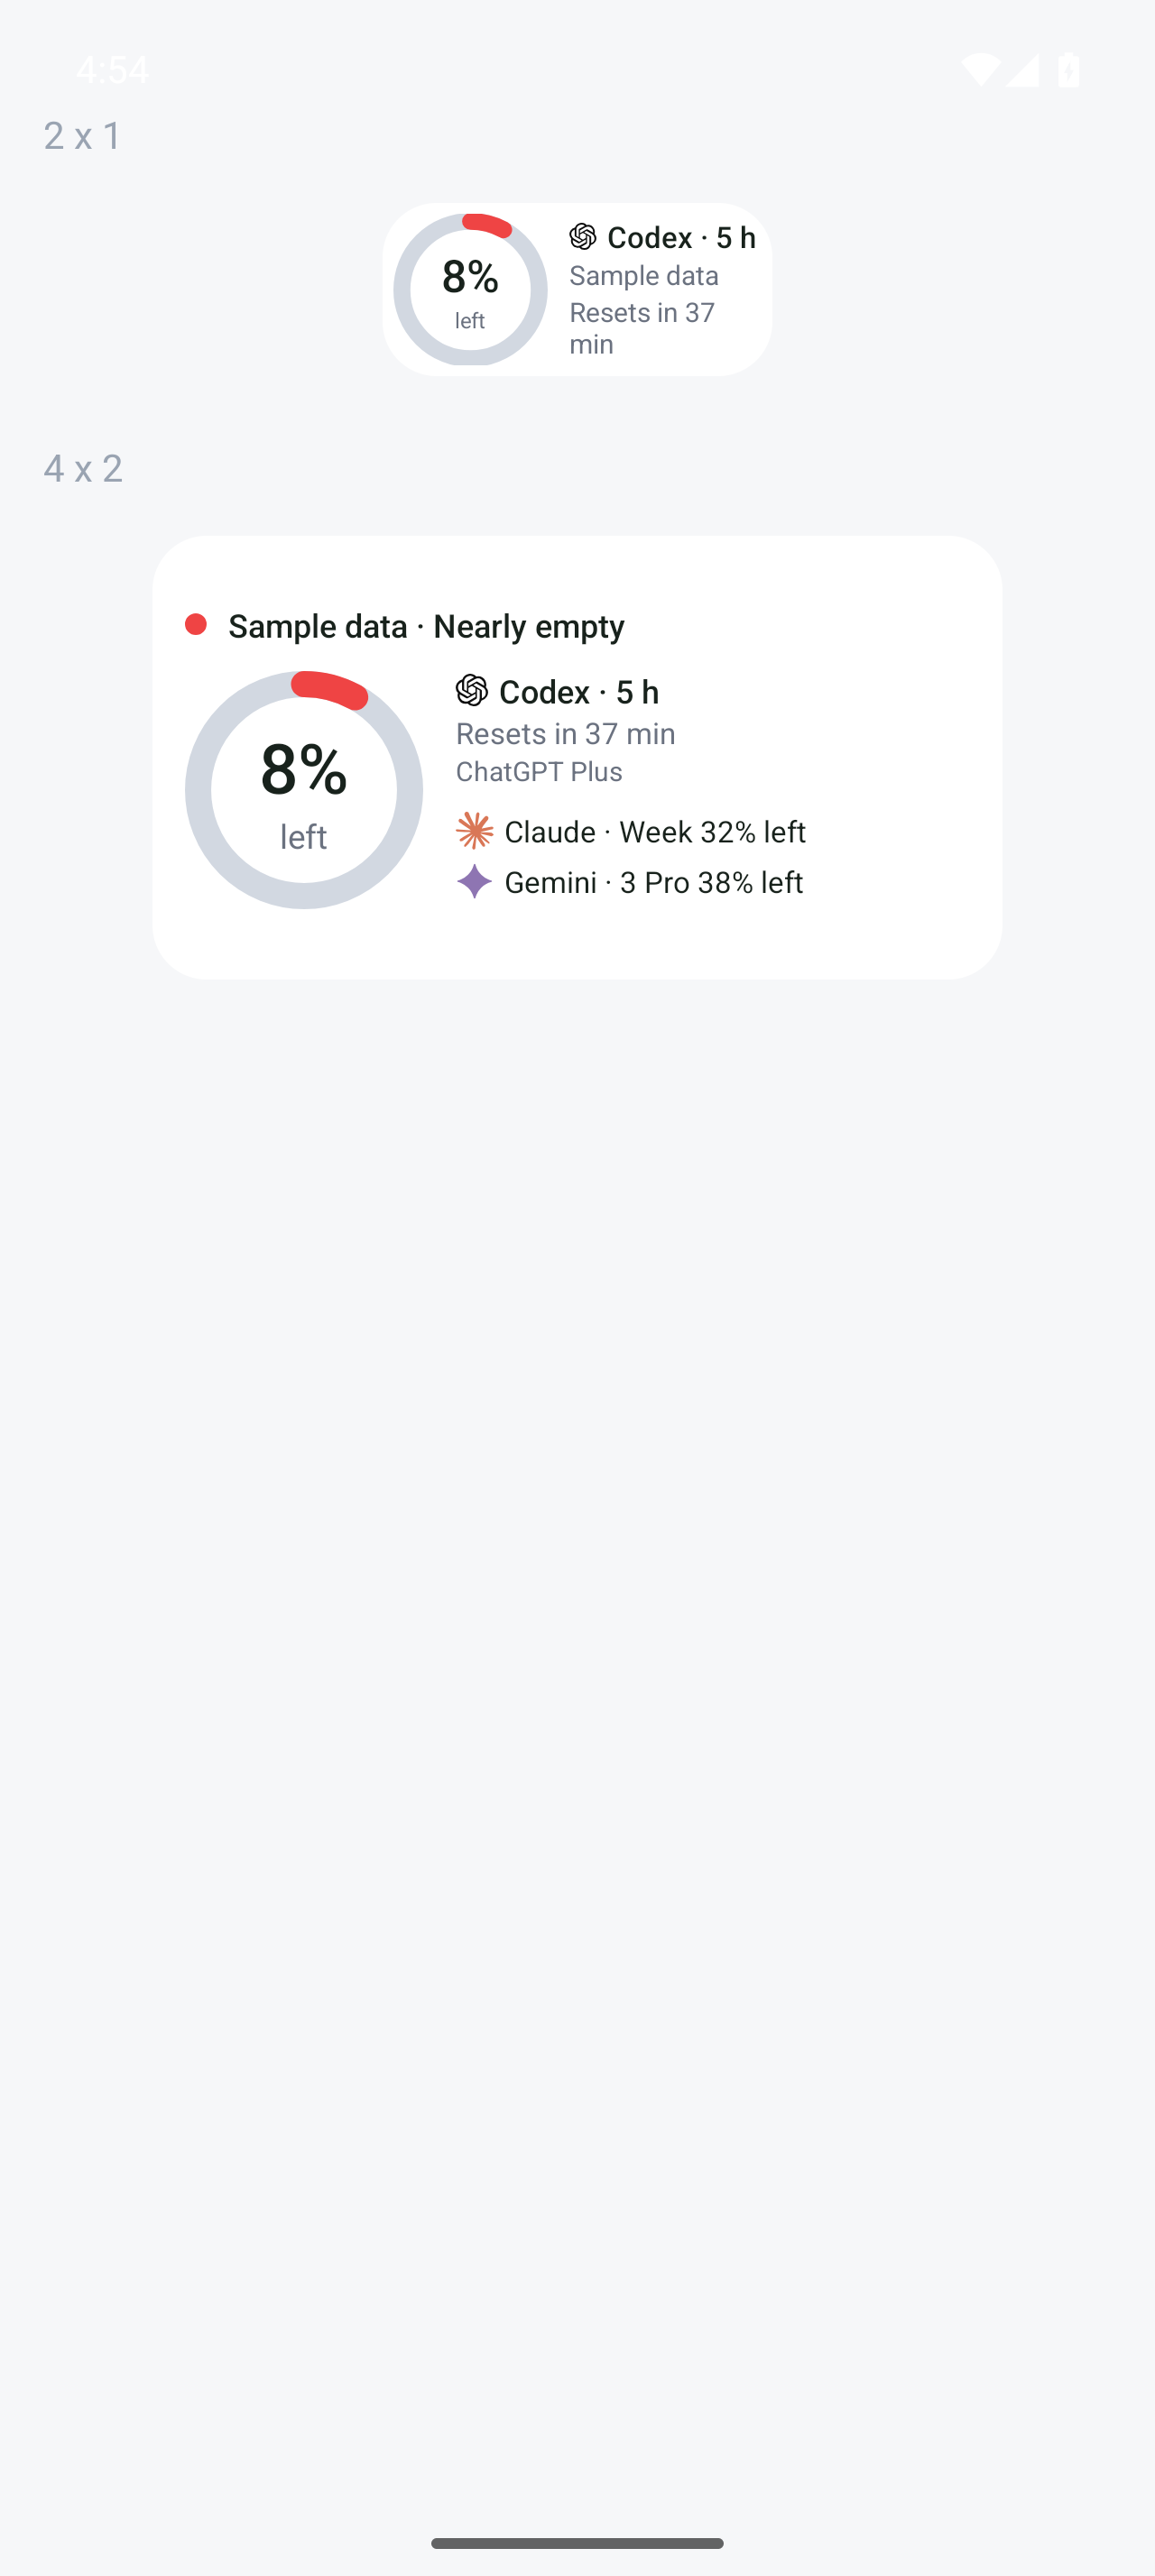 4:54
2 x 1
8%
left
Codex · 5 h
Sample data
Resets in 37
min
4 x 2
Sample data · Nearly empty
8%
left
Codex · 5 h
Resets in 37 min
ChatGPT Plus
Claude · Week 32% left
Gemini · 3 Pro 38% left